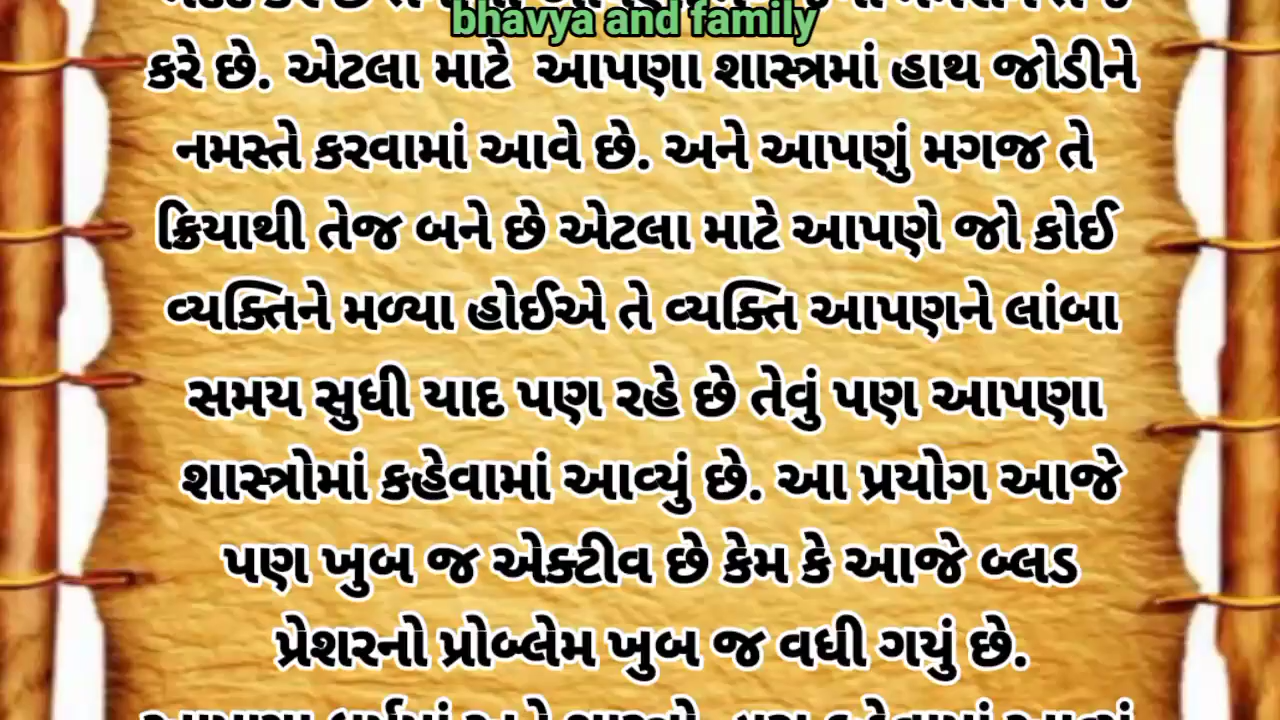 bhavya and family
કરે છે. એટલા માટે આપણા શાસ્ત્રમાં હાથ જોડીને
નમસ્તે કરવામાં આવે છે. અને આપણું મગજ તે
ક્રિયાથી તેજ બને છે એટલા માટે આપણે જો કોઈ
વ્યક્તિને મળ્યા હોઈએ તે વ્યક્તિ આપણને લાંબા
સમય સુધી યાદ પણ રહે છે તેવું પણ આપણા
શાસ્ત્રોમાં કહેવામાં આવ્યું છે. આ પ્રયોગ આજે
પણ ખુબ જ એક્ટીવ છે કેમ કે આજે બ્લડ
પ્રેશરનો પ્રોબ્લેમ ખુબ જ વધી ગયું છે.